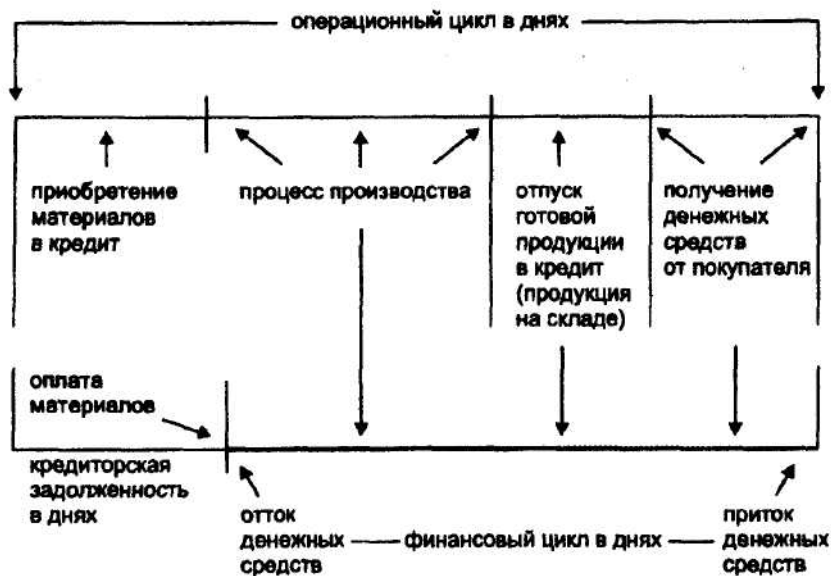 операционный цикл в днях
приобретение
материалов
в кредит
процесс производства
отпуск
готовой
продукции
в кредит
(продукция
на складе)
получение
денежных
средств
от покупателя
оплата
материалов
кредиторская
задолженность
в днях
отток
денежных
средств
финансовый цикл в днях
приток
денежных
средств